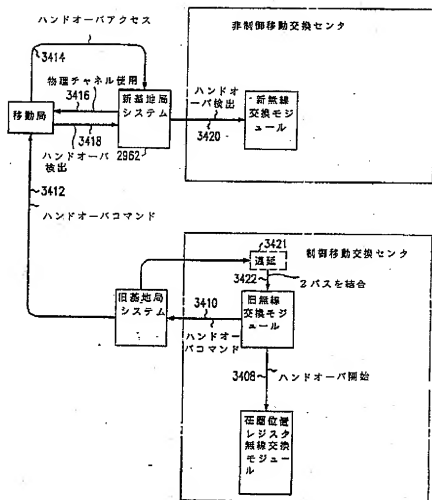 ハンドオーバアクセス
3414
物理チャネル使用
3416
移動局
新基地局
システム
3418
ハンドオーバ
検出
2962
非制御移動交換センタ
ハンドオ
ーバ検出
3420
新無線
交換モジ
ュール
3412
ハンドオーバコマンド
3421
制御移動交換センタ
遅延
3422
2パスを結合
旧基地局
システム
3410
ハンドオー
バコマンド
旧無線
交換モジ
ュール
3408
ハンドオーバ開始
在圏位置
レジスタ
無線交換
モジュー
ル